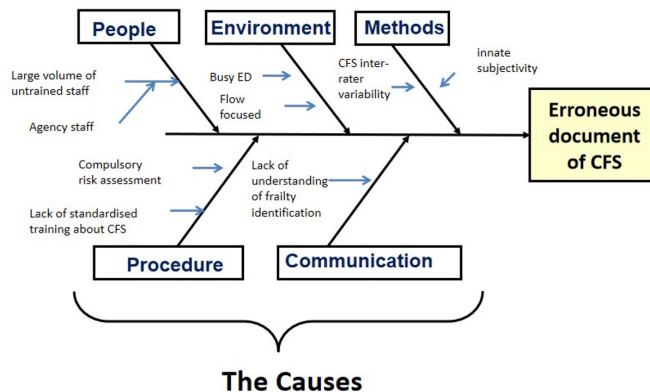 People
Environment
Methods
Large volume of
untrained staff
Agency staff
Busy ED
Flow
focused
CFS inter-
rater
variability
innate
subjectivity
Erroneous
document
of CFS
Compulsory
risk assessment
Lack of standardised
training about CFS
Lack of
understanding
of frailty
identification
Procedure
Communication
The Causes